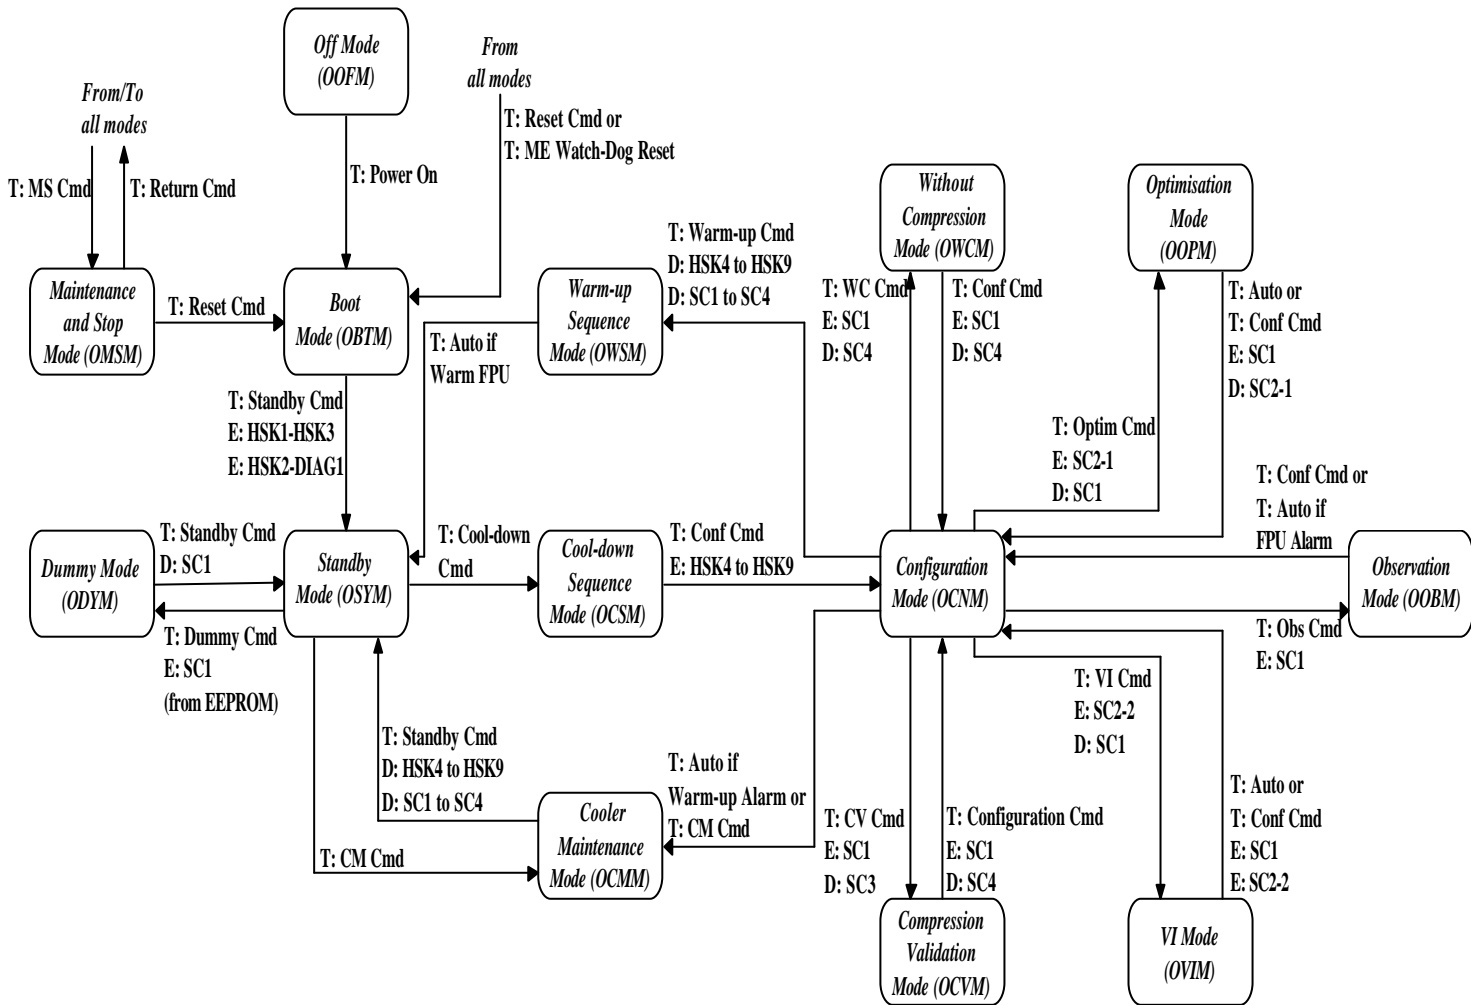 Off Mode
(OOFM)
From
all modes
From/To
all modes
T: Reset Cmd or
T: ME Watch-Dog Reset
T: MS Cmd
T: Return Cmd
T: Power On
Without
Compression
Mode (OWCM)
Optimisation
Mode
(OOPM)
T: Warm-up Cmd
D: HSK4 to HSK9
D: SC1 to SC4
Maintenance
and Stop
Mode (OMSM)
T: Reset Cmd
Boot
Mode (OBTM)
Warm-up
Sequence
Mode (OWSM)
T: WC Cmd
E: SC1
D: SC4
T: Conf Cmd
E: SC1
D: SC4
T: Auto or
T: Conf Cmd
E: SC1
D: SC2-1
T: Auto if
Warm FPU
T: Standby Cmd
E: HSK1-HSK3
E: HSK2-DIAG1
T: Optim Cmd
E: SC2-1
D: SC1
T: Conf Cmd or
T: Auto if
FPU Alarm
Dummy Mode
(ODYM)
T: Standby Cmd
D: SC1
Standby
Mode (OSYM)
T: Cool-down
Cmd
Cool-down
Sequence
Mode (OCSM)
T: Conf Cmd
E: HSK4 to HSK9
Configuration
Mode (OCNM)
Observation
Mode (OOBM)
T: Dummy Cmd
E: SC1
(from EEPROM)
T: Obs Cmd
E: SC1
T: VI Cmd
E: SC2-2
D: SC1
T: Standby Cmd
D: HSK4 to HSK9
D: SC1 to SC4
T: Auto if
Warm-up Alarm or
T: CM Cmd
T: CM Cmd
Cooler
Maintenance
Mode (OCMM)
T: CV Cmd
E: SC1
D: SC3
T: Configuration Cmd
E: SC1
D: SC4
T: Auto or
T: Conf Cmd
E: SC1
E: SC2-2
Compression
Validation
Mode (OCVM)
VI Mode
(OVIM)